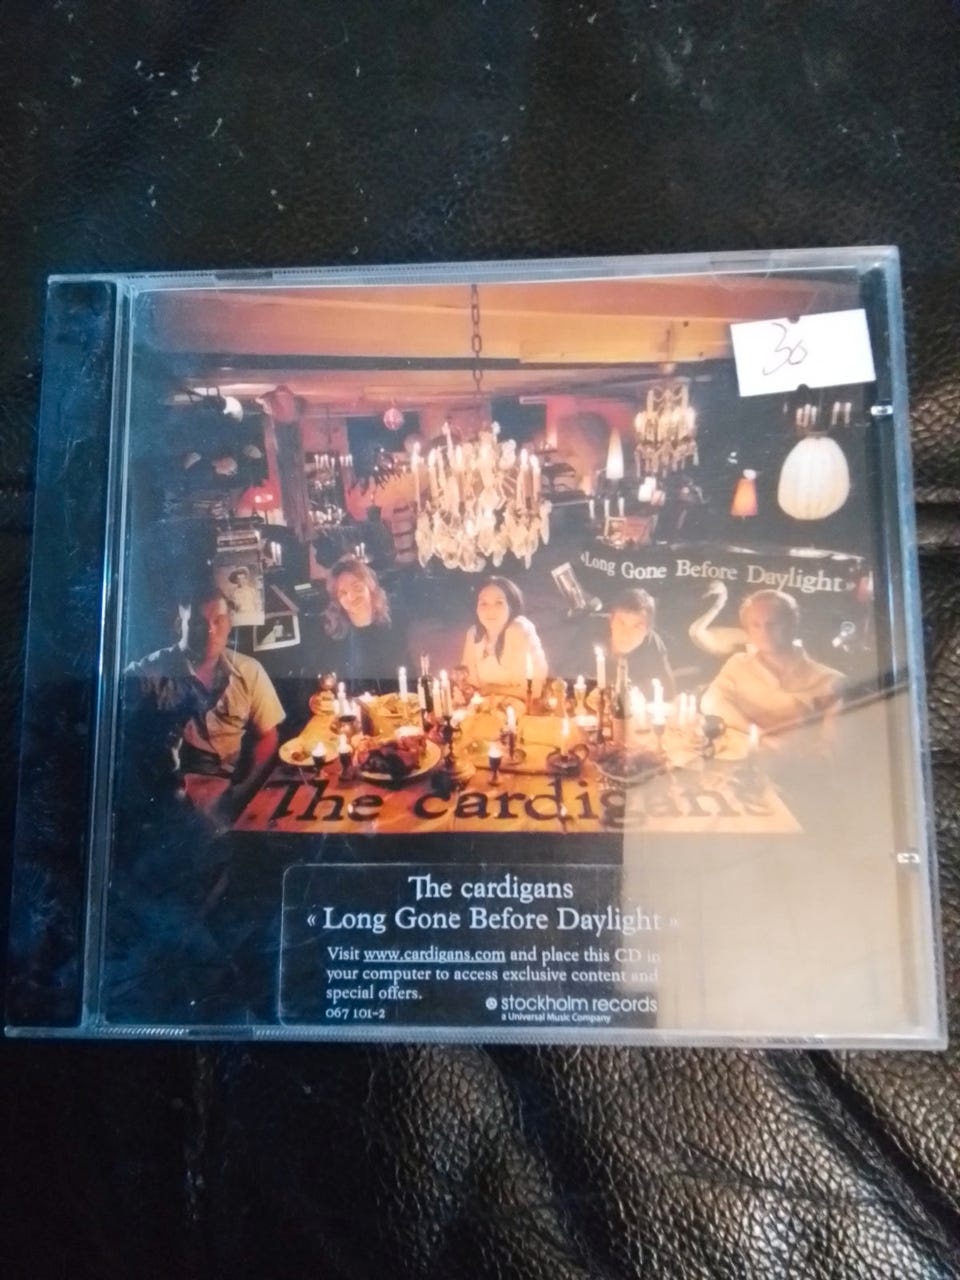 30
«Long Gone Before Daylight»
The cardigans
The cardigans
« Long Gone Before Daylight »
Visit www.cardigans.com and place this CD in
your computer to access exclusive content and
special offers.
067 101-2
stockholm records
a Universal Music Company